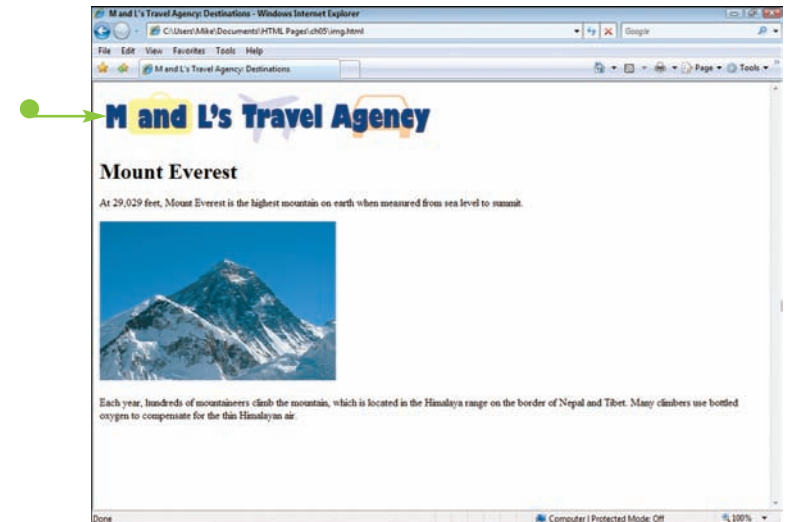 M and L's Travel Agency: Destinations - Windows Internet Explorer
C:\Users\Mike\Documents\HTML Pages\ch05\img.html
Google
File Edit View Favorites Tools Help
M and L's Travel Agency: Destinations
Page Tools
M and L's Travel Agency
Mount Everest
At 29,029 feet, Mount Everest is the highest mountain on earth when measured from sea level to summit.
Each year, hundreds of mountaineers climb the mountain, which is located in the Himalaya range on the border of Nepal and Tibet. Many climbers use bottled
oxygen to compensate for the thin Himalayan air.
Done
Computer | Protected Mode: Off
100%